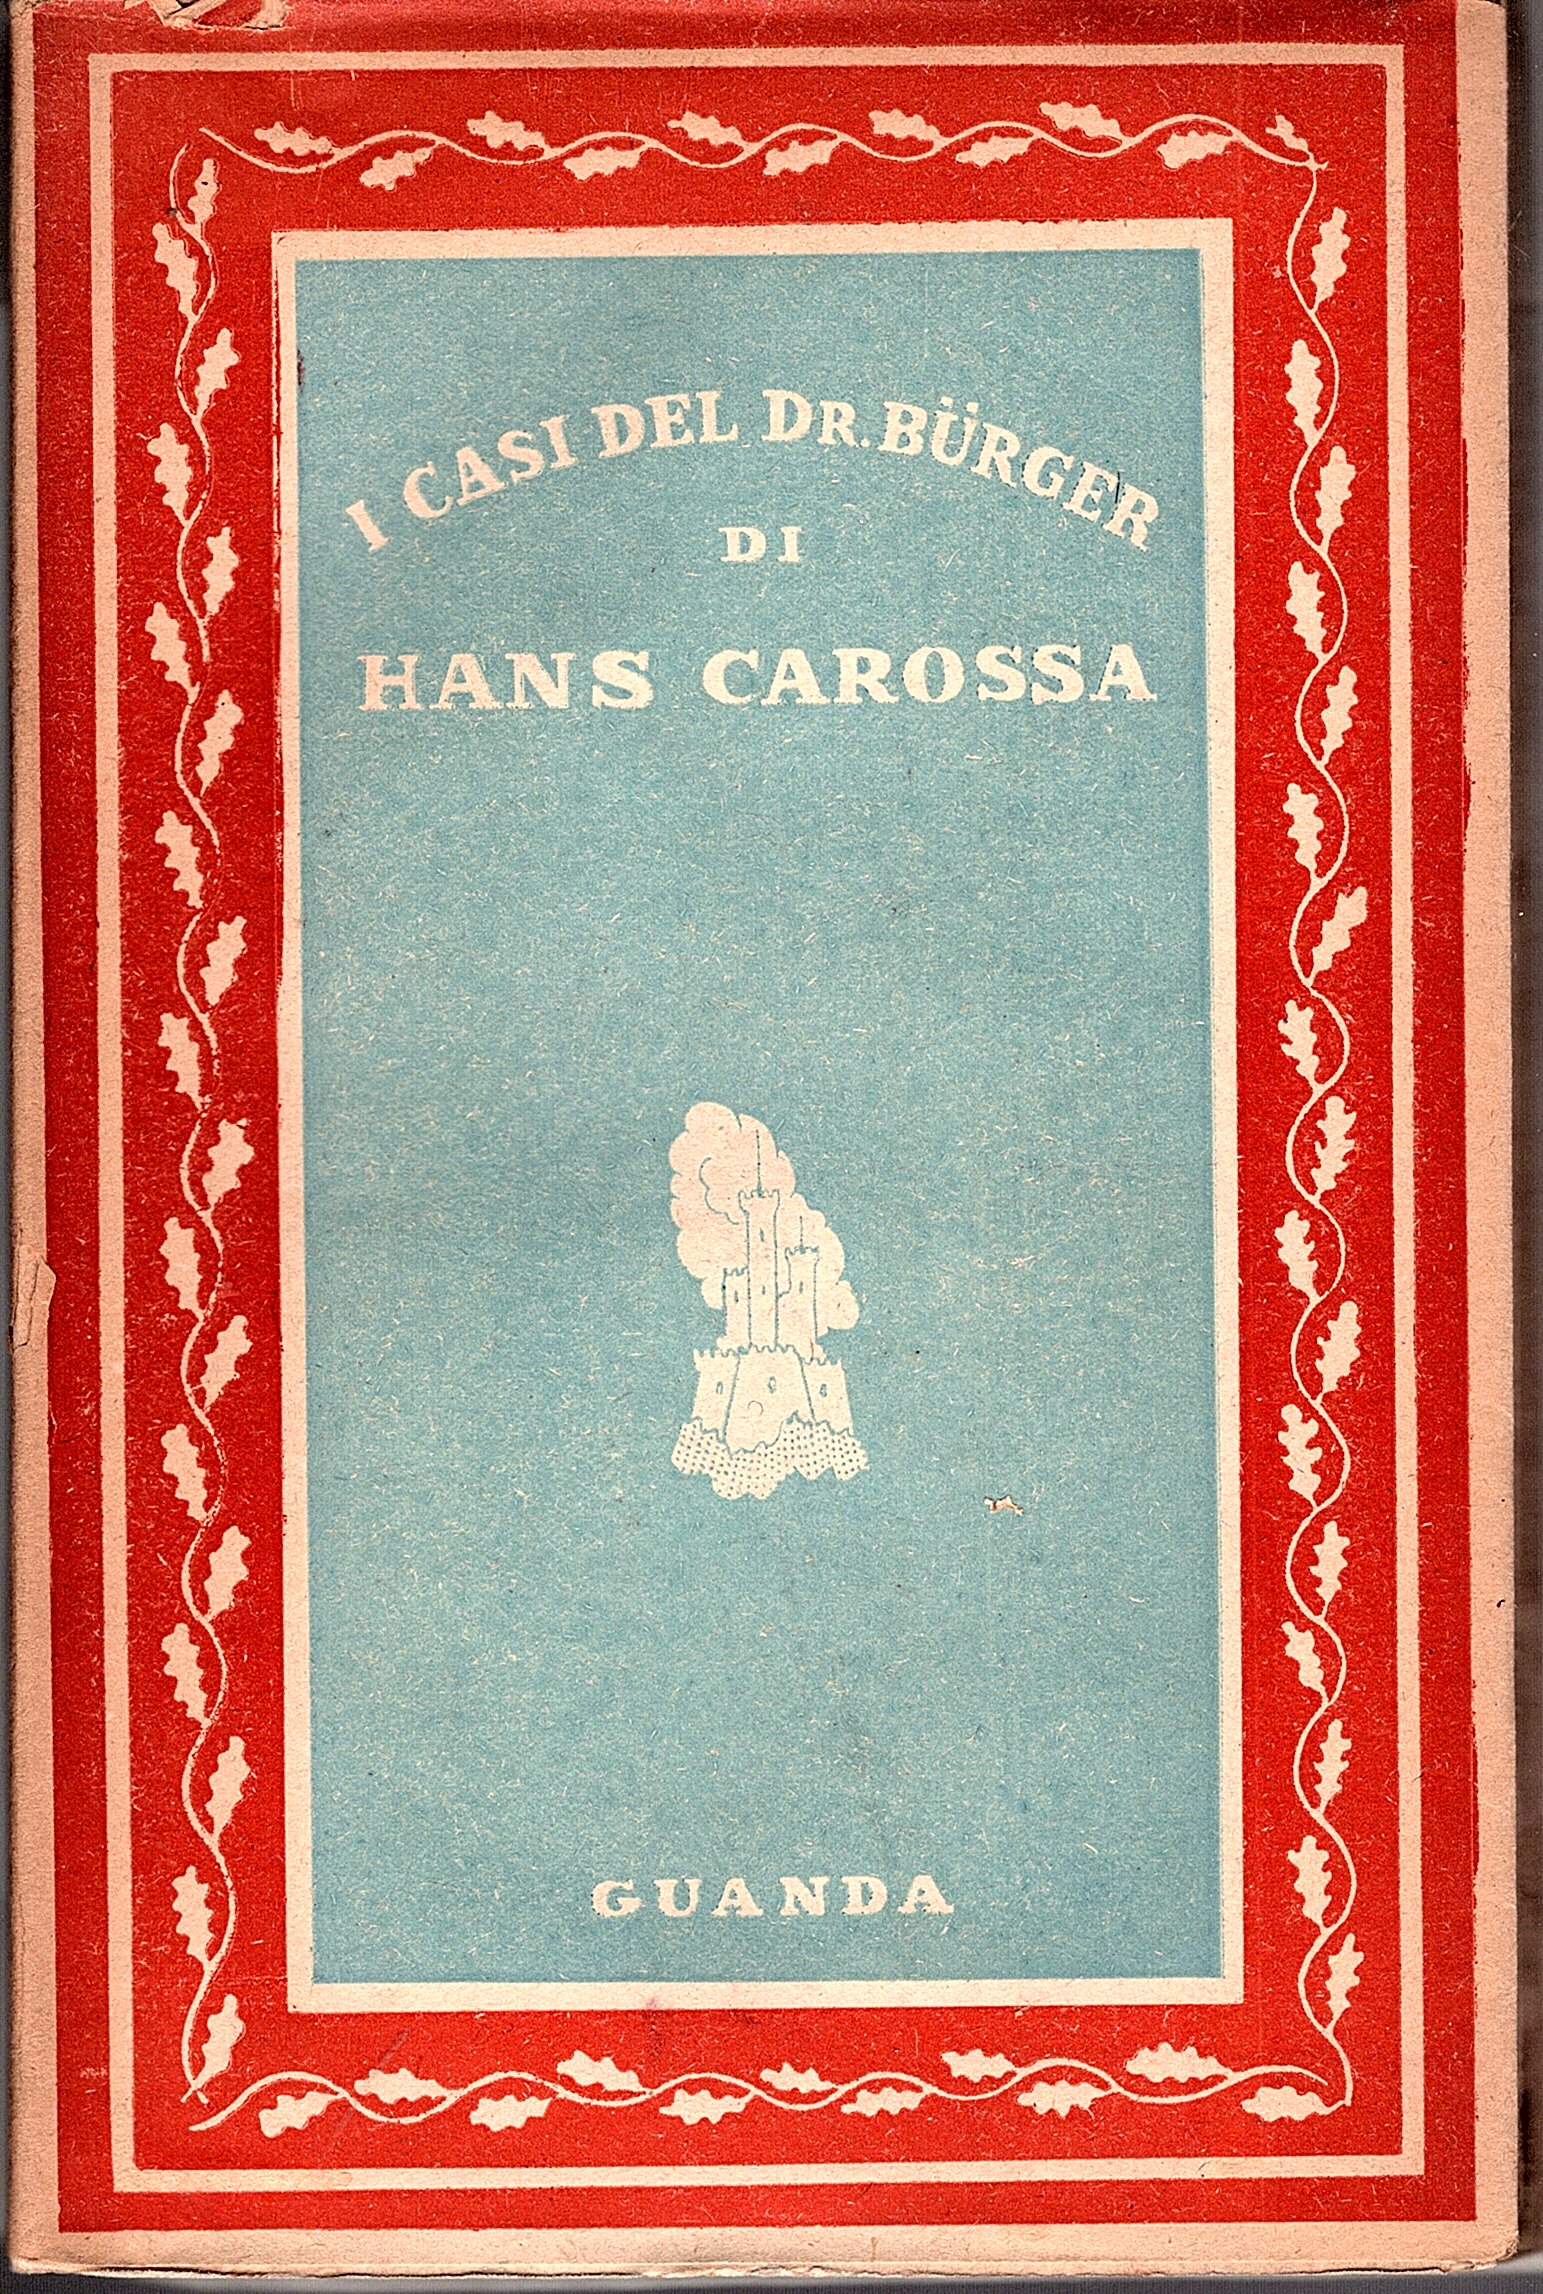 I CASI DEL DR. BÜRGER
DI
HANS CAROSSA
GUANDA